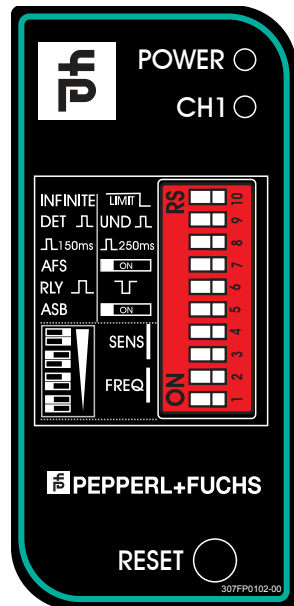 POWER
CH1
INFINITE LIMIT
DET UND
150ms 250ms
AFS ON
RLY
ASB ON
SENS
FREQ
RS
ON
10
9
8
7
6
5
4
3
2
1
PEPPERL+FUCHS
RESET
307FP0102-00